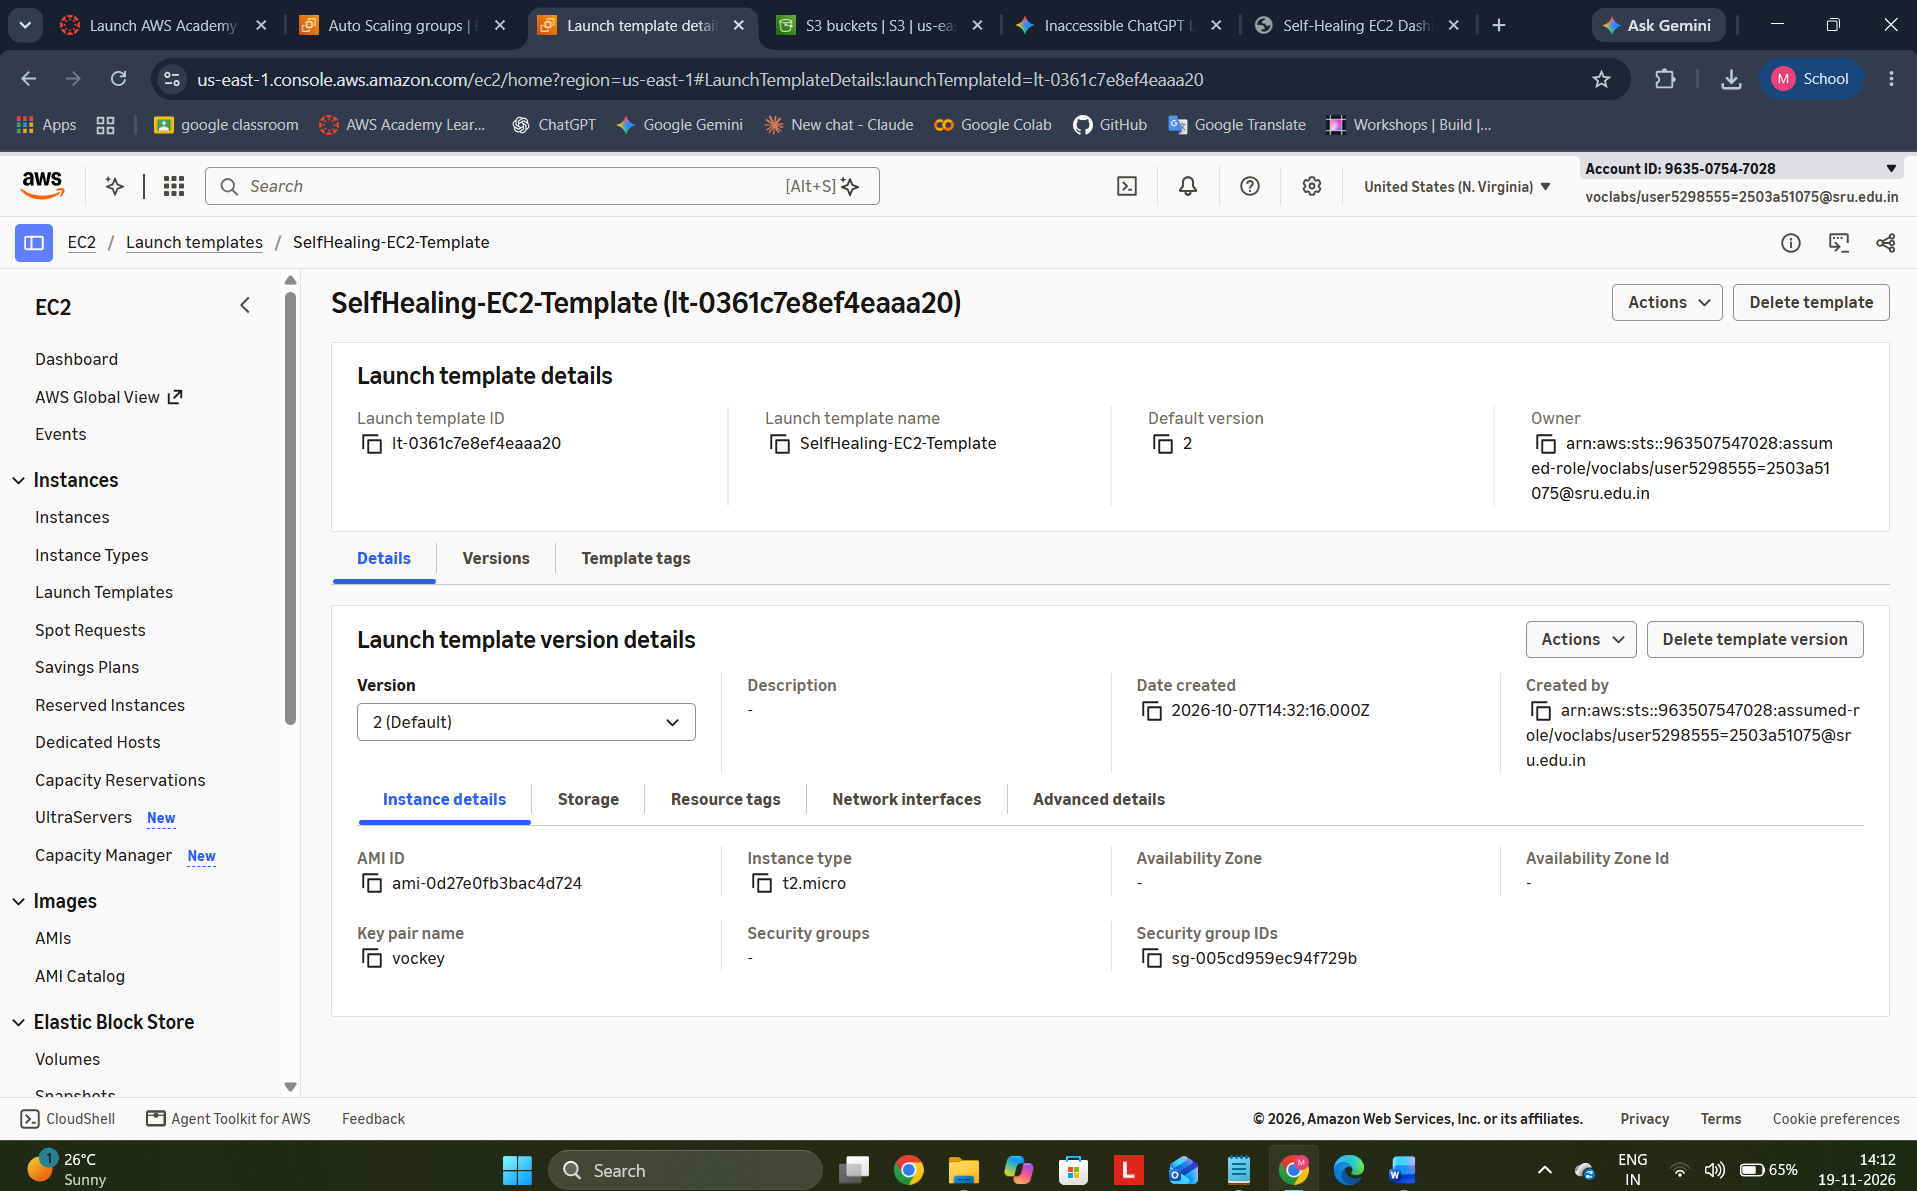 Launch AWS Academy
Auto Scaling groups |
Launch template detai
S3 buckets | S3 | us-ea
Inaccessible ChatGPT L
Self-Healing EC2 Dash
Ask Gemini
us-east-1.console.aws.amazon.com/ec2/home?region=us-east-1#LaunchTemplateDetails:launchTemplateId=lt-0361c7e8ef4eaaa20
M School
Apps
google classroom
AWS Academy Lear...
ChatGPT
Google Gemini
New chat - Claude
Google Colab
GitHub
Google Translate
Workshops | Build |...
aws
Search [Alt+S]
United States (N. Virginia)
Account ID: 9635-0754-7028
voclabs/user5298555=2503a51075@sru.edu.in
EC2 / Launch templates / SelfHealing-EC2-Template
EC2
Dashboard
AWS Global View
Events
Instances
Instances
Instance Types
Launch Templates
Spot Requests
Savings Plans
Reserved Instances
Dedicated Hosts
Capacity Reservations
UltraServers New
Capacity Manager New
Images
AMIs
AMI Catalog
Elastic Block Store
Volumes
Snapshots
SelfHealing-EC2-Template (lt-0361c7e8ef4eaaa20)
Actions
Delete template
Launch template details
Launch template ID
lt-0361c7e8ef4eaaa20
Launch template name
SelfHealing-EC2-Template
Default version
2
Owner
arn:aws:sts::963507547028:assum
ed-role/voclabs/user5298555=2503a51
075@sru.edu.in
Details
Versions
Template tags
Launch template version details
Actions
Delete template version
Version
2 (Default)
Description
-
Date created
2026-10-07T14:32:16.000Z
Created by
arn:aws:sts::963507547028:assumed-r
ole/voclabs/user5298555=2503a51075@sr
u.edu.in
Instance details
Storage
Resource tags
Network interfaces
Advanced details
AMI ID
ami-0d27e0fb3bac4d724
Instance type
t2.micro
Availability Zone
-
Availability Zone Id
-
Key pair name
vockey
Security groups
-
Security group IDs
sg-005cd959ec94f729b
CloudShell
Agent Toolkit for AWS
Feedback
© 2026, Amazon Web Services, Inc. or its affiliates.
Privacy
Terms
Cookie preferences
1
26°C
Sunny
Search
L
M
ENG
IN
65%
14:12
19-11-2026